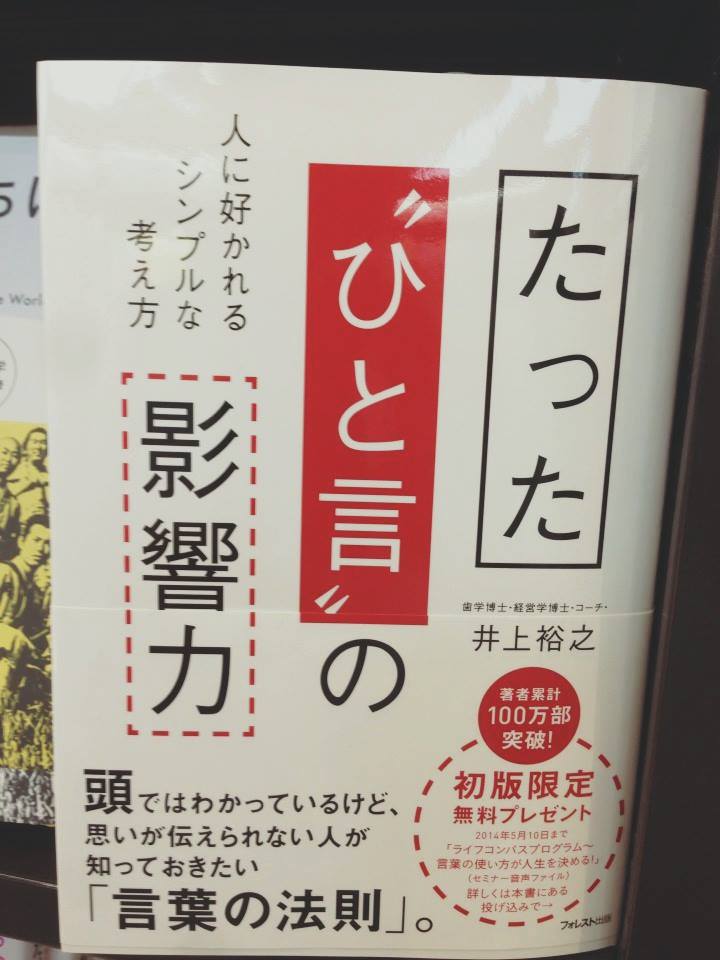 たった
〝ひと言〟の
影響力
人に好かれる
シンプルな
考え方
歯学博士・経営学博士・コーチ・
井上裕之
著者累計
100万部
突破!
初版限定
無料プレゼント
2014年5月10日まで
「ライフコンパスプログラム〜
言葉の使い方が人生を決める!」
(セミナー音声ファイル)
詳しくは本書にある
投げ込みで→
頭ではわかっているけど、
思いが伝えられない人が
知っておきたい
「言葉の法則」。
フォレスト出版